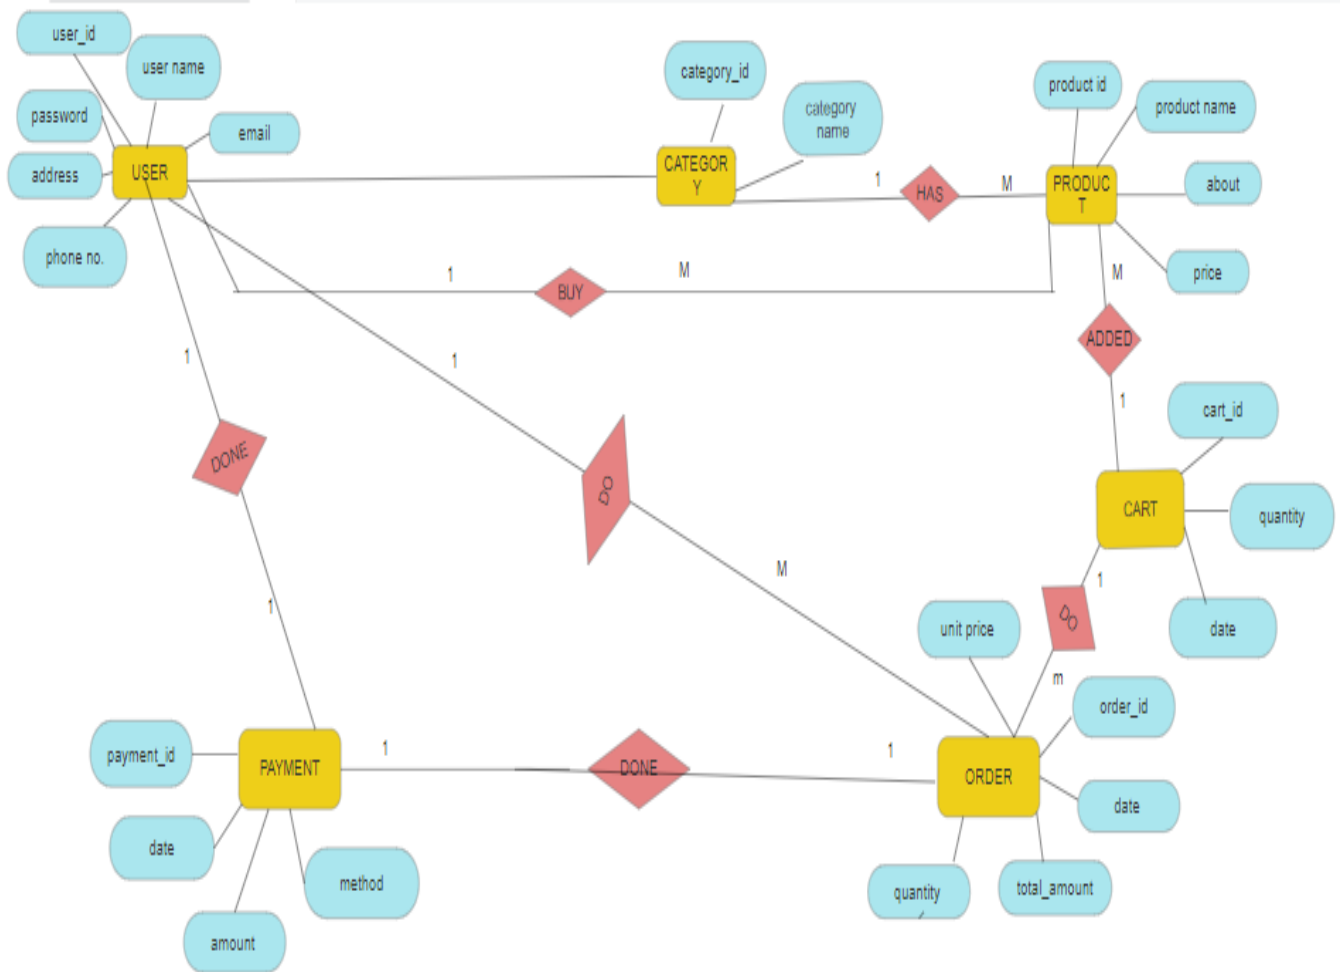 user_id
user name
password
email
address
USER
phone no.
category_id
category
name
CATEGOR
Y
1
HAS
M
product id
product name
PRODUC
T
about
price
1
BUY
M
M
ADDED
1
1
1
DONE
DO
cart_id
CART
quantity
date
1
M
1
DO
m
unit price
order_id
payment_id
PAYMENT
1
DONE
1
ORDER
date
date
method
amount
quantity
total_amount